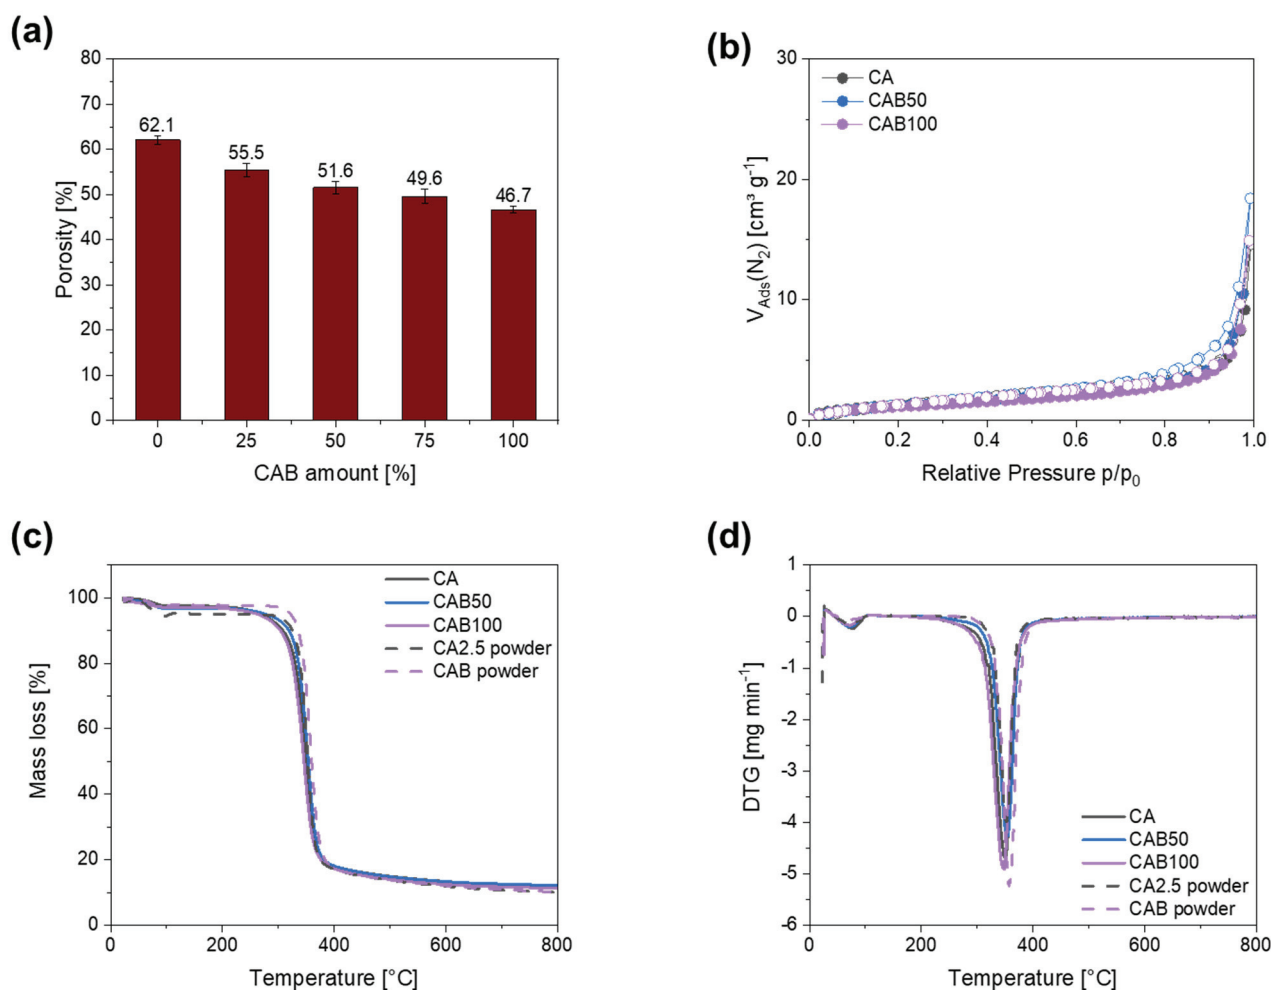 (a)
80
70
60
50
40
30
20
10
0
Porosity [%]
62.1
55.5
51.6
49.6
46.7
0 25 50 75 100
CAB amount [%]
(b)
CA
CAB50
CAB100
30
20
10
0
V_Ads(N₂) [cm³ g⁻¹]
0.0 0.2 0.4 0.6 0.8 1.0
Relative Pressure p/p₀
(c)
CA
CAB50
CAB100
CA2.5 powder
CAB powder
100
80
60
40
20
0
Mass loss [%]
0 200 400 600 800
Temperature [°C]
(d)
1
0
-1
-2
-3
-4
-5
-6
DTG [mg min⁻¹]
CA
CAB50
CAB100
CA2.5 powder
CAB powder
0 200 400 600 800
Temperature [°C]